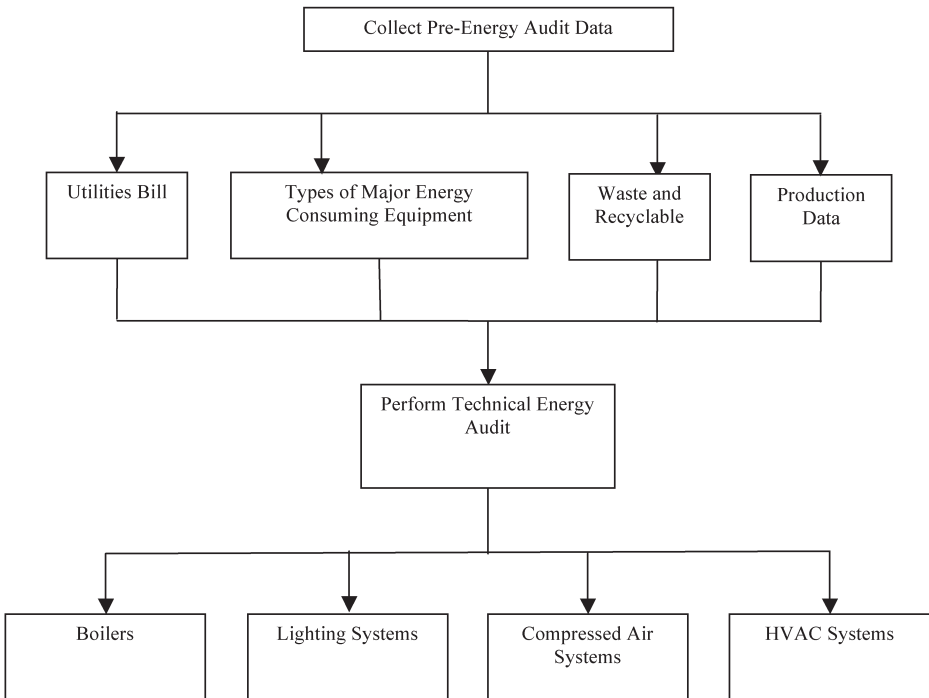 Collect Pre-Energy Audit Data
Utilities Bill
Types of Major Energy
Consuming Equipment
Waste and
Recyclable
Production
Data
Perform Technical Energy
Audit
Boilers
Lighting Systems
Compressed Air
Systems
HVAC Systems